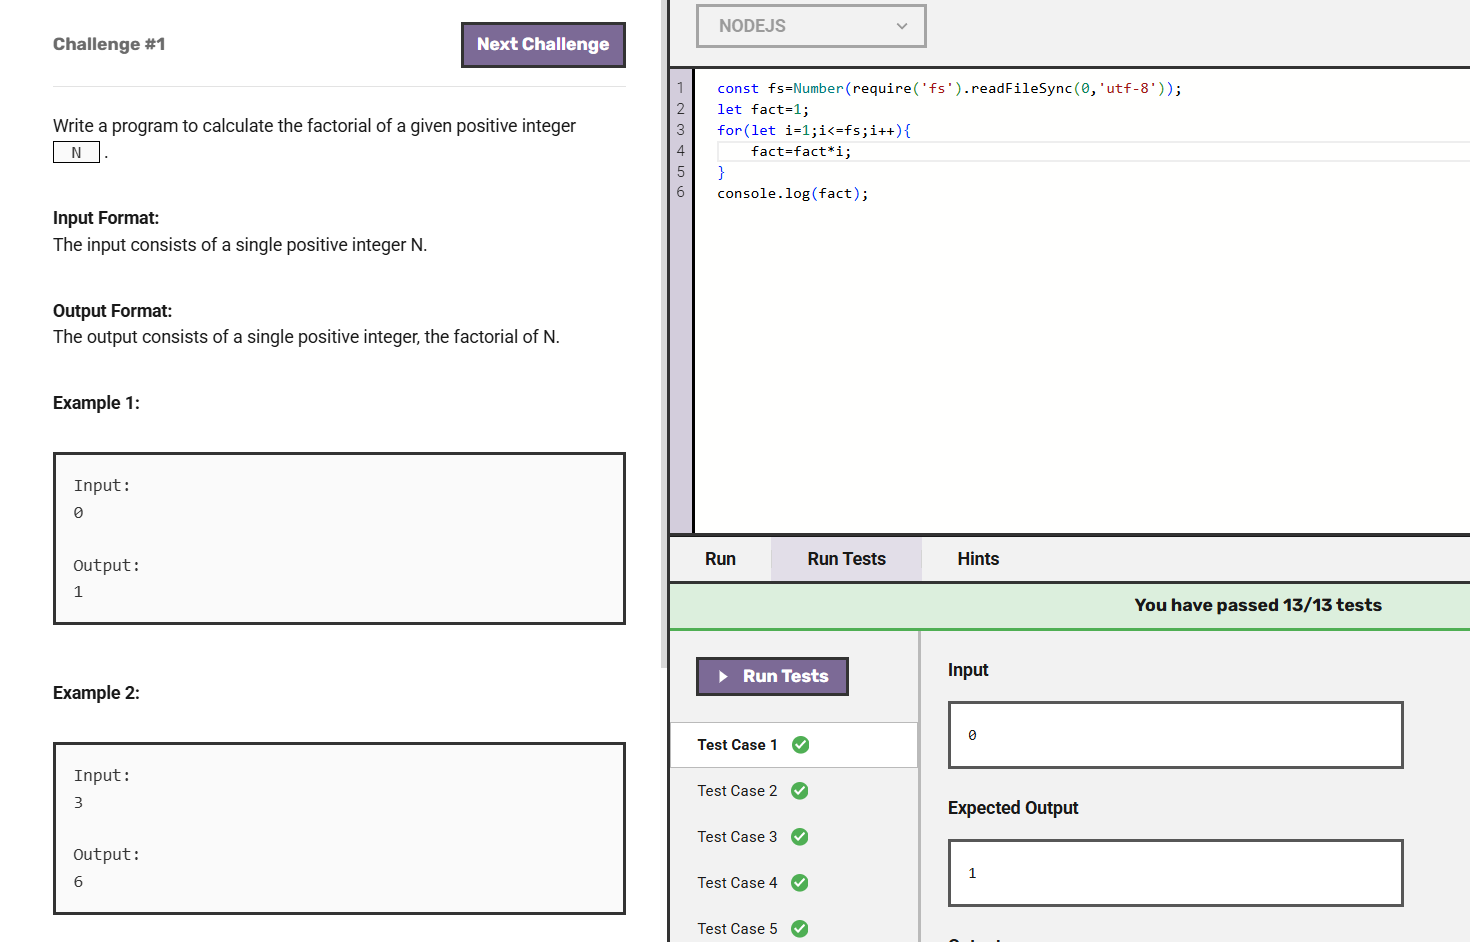 Challenge #1
Next Challenge
Write a program to calculate the factorial of a given positive integer
N .
Input Format:
The input consists of a single positive integer N.
Output Format:
The output consists of a single positive integer, the factorial of N.
Example 1:
Input:
0
Output:
1
Example 2:
Input:
3
Output:
6
NODEJS
1 const fs=Number(require('fs').readFileSync(0,'utf-8'));
2 let fact=1;
3 for(let i=1;i<=fs;i++){
4     fact=fact*i;
5 }
6 console.log(fact);
Run
Run Tests
Hints
You have passed 13/13 tests
Run Tests
Test Case 1
Test Case 2
Test Case 3
Test Case 4
Test Case 5
Input
0
Expected Output
1